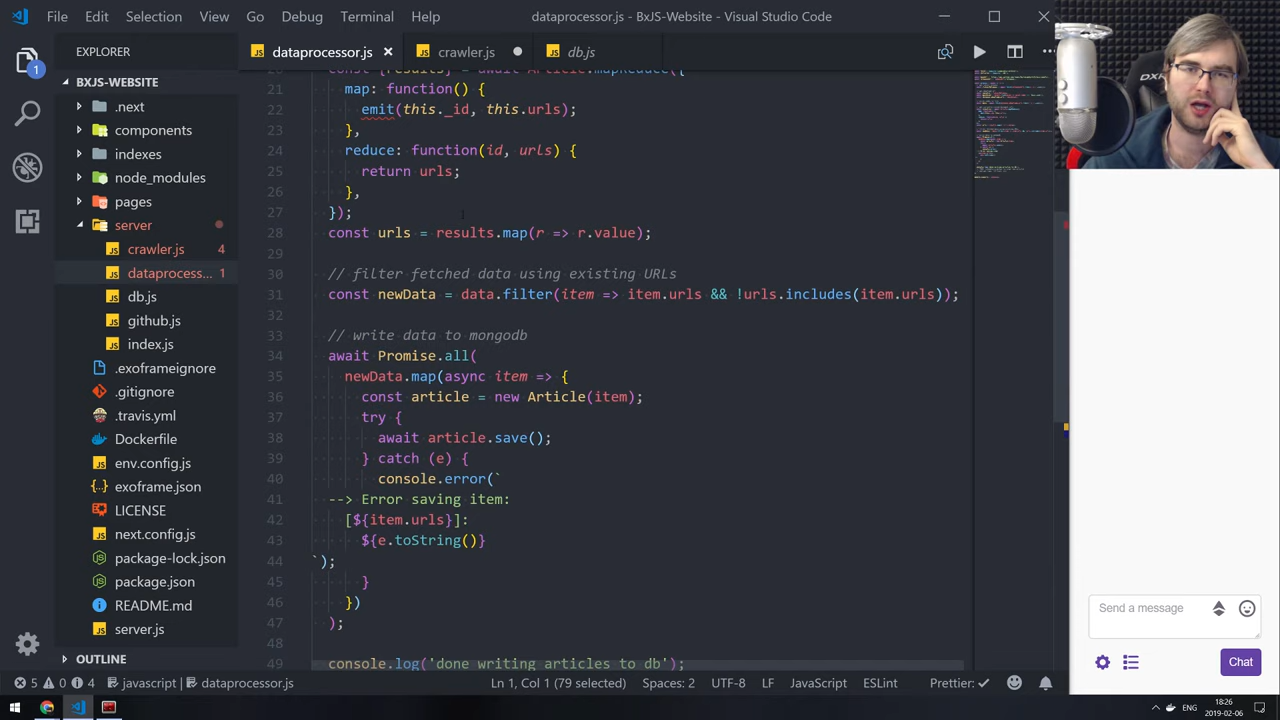 File Edit Selection View Go Debug Terminal Help dataprocessor.js - BxJS-Website - Visual Studio Code
EXPLORER
BXJS-WEBSITE
.next
components
indexes
node_modules
pages
server
crawler.js 4
dataprocess... 1
db.js
github.js
index.js
.exoframeignore
.gitignore
.travis.yml
Dockerfile
env.config.js
exoframe.json
LICENSE
next.config.js
package-lock.json
package.json
README.md
server.js
OUTLINE
1
dataprocessor.js crawler.js db.js
const [results] = await Article.mapReduce({
21 map: function() {
22 emit(this._id, this.urls);
23 },
24 reduce: function(id, urls) {
25 return urls;
26 },
27 });
28 const urls = results.map(r => r.value);
29
30 // filter fetched data using existing URLs
31 const newData = data.filter(item => item.urls && !urls.includes(item.urls));
32
33 // write data to mongodb
34 await Promise.all(
35 newData.map(async item => {
36 const article = new Article(item);
37 try {
38 await article.save();
39 } catch (e) {
40 console.error(`
41 --> Error saving item:
42 [${item.urls}]:
43 ${e.toString()}
44 `);
45 }
46 })
47 );
48
49 console.log('done writing articles to db');
DXR
Send a message
Chat
5 0 4 javascript dataprocessor.js Ln 1, Col 1 (79 selected) Spaces: 2 UTF-8 LF JavaScript ESLint Prettier: ✓
ENG 18:26
2019-02-06